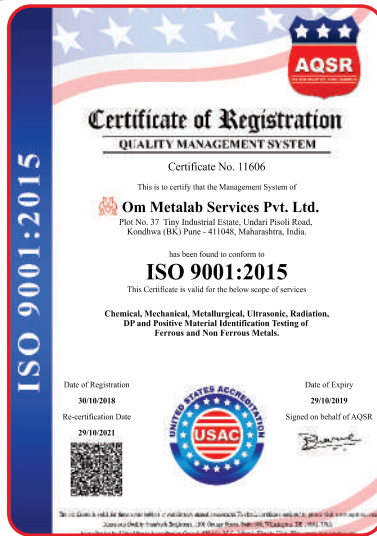 AQSR
Certificate of Registration
QUALITY MANAGEMENT SYSTEM
Certificate No. 11606
This is to certify that the Management System of
Om Metalab Services Pvt. Ltd.
Plot No. 37 Tiny Industrial Estate, Undari Pisoli Road,
Kondhwa (BK) Pune - 411048, Maharashtra, India.
has been found to conform to
ISO 9001:2015
This Certificate is valid for the below scope of services
Chemical, Mechanical, Metallurgical, Ultrasonic, Radiation,
DP and Positive Material Identification Testing of
Ferrous and Non Ferrous Metals.
Date of Registration
30/10/2018
Re-certification Date
29/10/2021
UNITED STATES ACCREDITATION
USAC
Date of Expiry
29/10/2019
Signed on behalf of AQSR
ISO 9001:2015